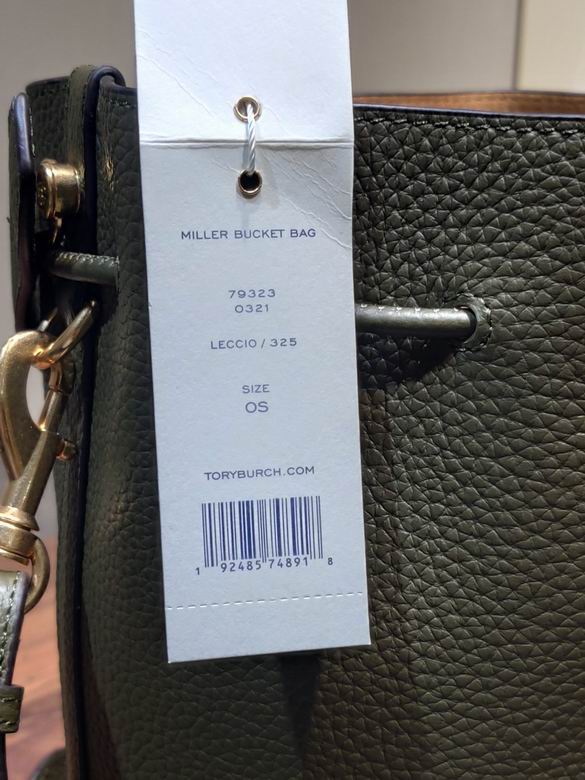 MILLER BUCKET BAG
79323
0321
LECCIO / 325
SIZE
OS
TORYBURCH.COM
1 92485 74891 8